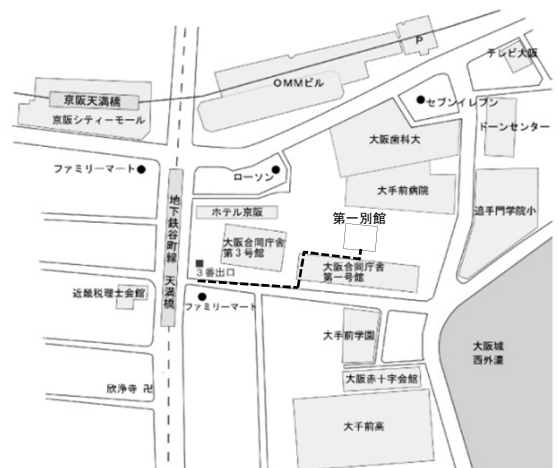 P
テレビ大阪
OMMビル
京阪天満橋
京阪シティーモール
セブンイレブン
ドーンセンター
大阪歯科大
ファミリーマート
ローソン
大手前病院
地下鉄谷町線 天満橋
ホテル京阪
第一別館
追手門学院小
大阪合同庁舎
第3号館
3番出口
大阪合同庁舎
第一号館
近畿税理士会館
ファミリーマート
大手前学園
大阪城
西外濠
大阪赤十字会館
欣浄寺 卍
大手前高